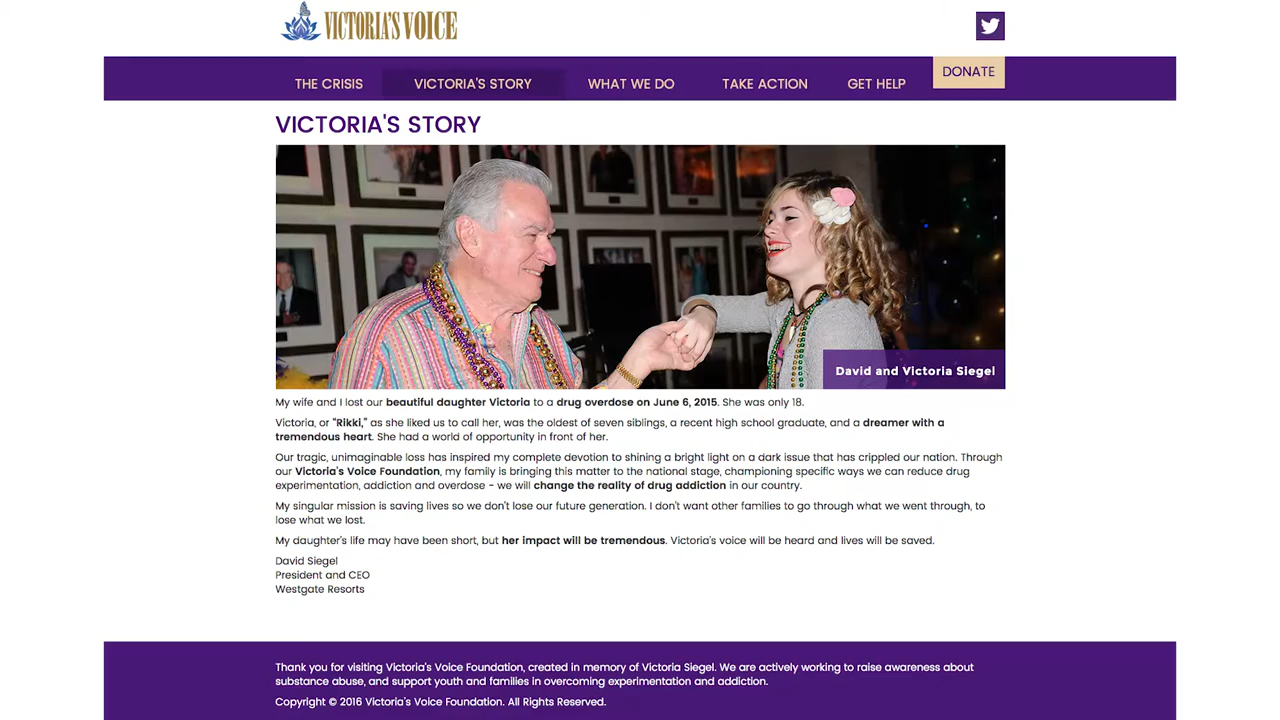 VICTORIA'S VOICE
THE CRISIS
VICTORIA'S STORY
WHAT WE DO
TAKE ACTION
GET HELP
DONATE
VICTORIA'S STORY
David and Victoria Siegel
My wife and I lost our beautiful daughter Victoria to a drug overdose on June 6, 2015. She was only 18.
Victoria, or “Rikki,” as she liked us to call her, was the oldest of seven siblings, a recent high school graduate, and a dreamer with a
tremendous heart. She had a world of opportunity in front of her.
Our tragic, unimaginable loss has inspired my complete devotion to shining a bright light on a dark issue that has crippled our nation. Through
our Victoria's Voice Foundation, my family is bringing this matter to the national stage, championing specific ways we can reduce drug
experimentation, addiction and overdose – we will change the reality of drug addiction in our country.
My singular mission is saving lives so we don't lose our future generation. I don't want other families to go through what we went through, to
lose what we lost.
My daughter's life may have been short, but her impact will be tremendous. Victoria's voice will be heard and lives will be saved.
David Siegel
President and CEO
Westgate Resorts
Thank you for visiting Victoria's Voice Foundation, created in memory of Victoria Siegel. We are actively working to raise awareness about
substance abuse, and support youth and families in overcoming experimentation and addiction.
Copyright © 2016 Victoria's Voice Foundation. All Rights Reserved.